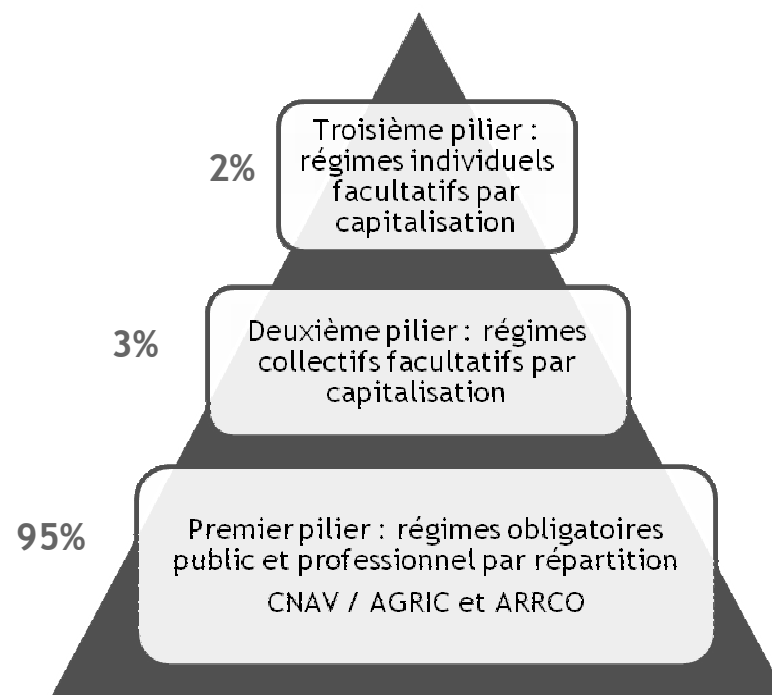 Troisième pilier :
2%
régimes individuels
facultatifs par
capitalisation
3%
Deuxième pilier : régimes
collectifs facultatifs par
capitalisation
95%
Premier pilier : régimes obligatoires
public et professionnel par répartition
CNAV / AGRIC et ARRCO